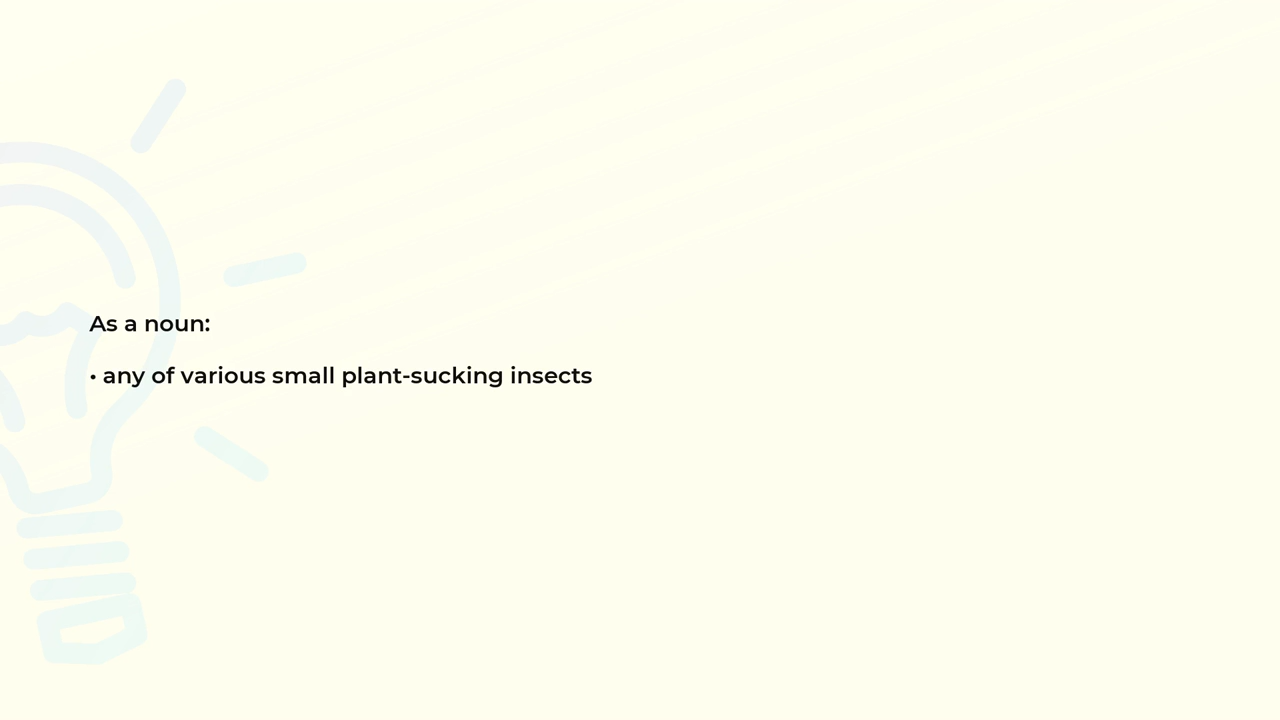 As a noun:
• any of various small plant-sucking insects